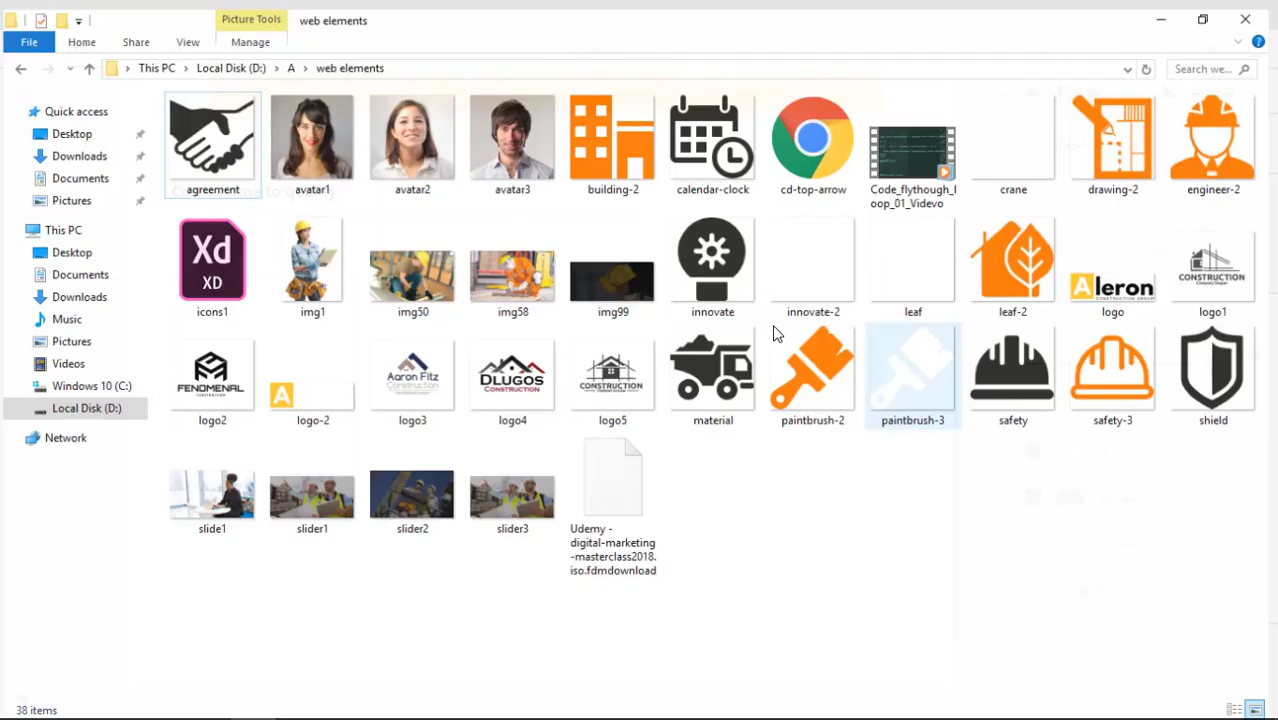 Picture Tools
web elements
File
Home
Share
View
Manage
This PC
Local Disk (D:)
A
web elements
Search we...
Quick access
Desktop
Downloads
Documents
Pictures
This PC
Desktop
Documents
Downloads
Music
Pictures
Videos
Windows 10 (C:)
Local Disk (D:)
Network
agreement
avatar1
avatar2
avatar3
building-2
calendar-clock
cd-top-arrow
Code_flythough_l
oop_01_Videvo
crane
drawing-2
engineer-2
Xd
XD
icons1
img1
img50
img58
img99
innovate
innovate-2
leaf
leaf-2
Aleron
logo
CONSTRUCTION
logo1
FENOMENAL
logo2
A
logo-2
Aaron Fitz
Construction
logo3
DLUGOS
CONSTRUCTION
logo4
CONSTRUCTION
logo5
material
paintbrush-2
paintbrush-3
safety
safety-3
shield
slide1
slider1
slider2
slider3
Udemy -
digital-marketing
-masterclass2018.
iso.fdmdownload
38 items